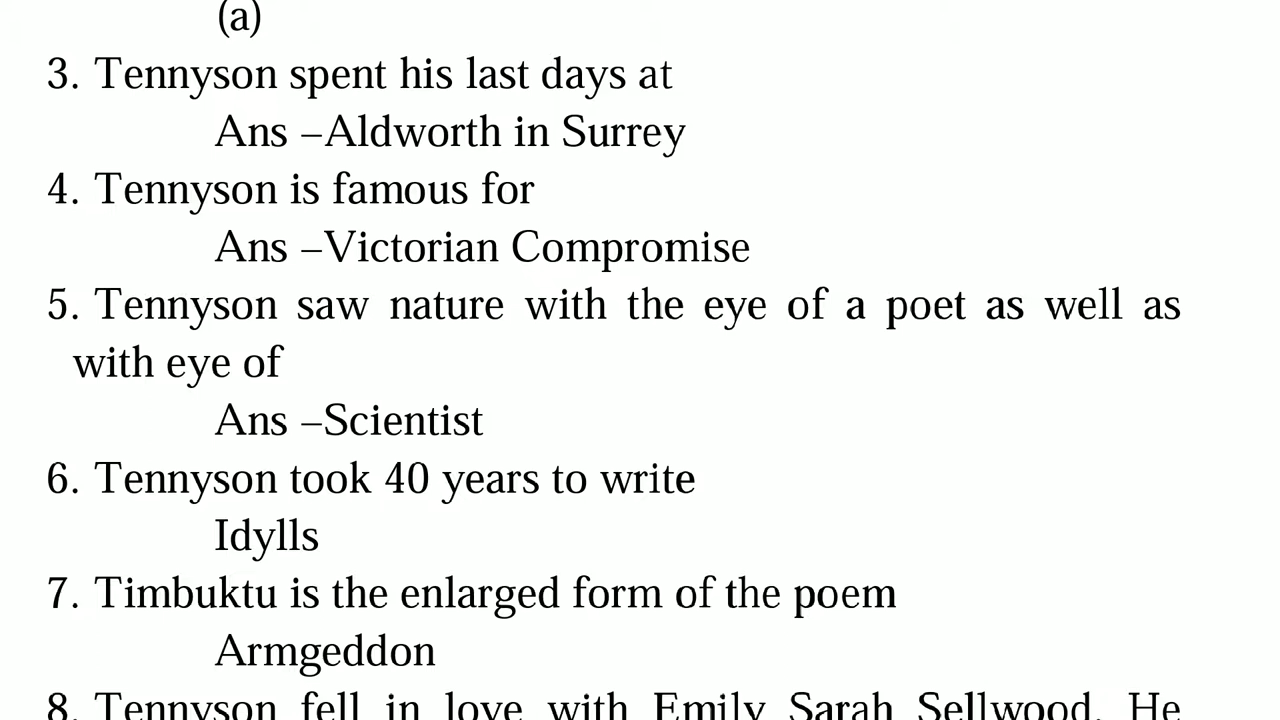 (a)
3. Tennyson spent his last days at
Ans –Aldworth in Surrey
4. Tennyson is famous for
Ans –Victorian Compromise
5. Tennyson saw nature with the eye of a poet as well as
with eye of
Ans –Scientist
6. Tennyson took 40 years to write
Idylls
7. Timbuktu is the enlarged form of the poem
Armgeddon
8. Tennyson fell in love with Emily Sarah Sellwood. He